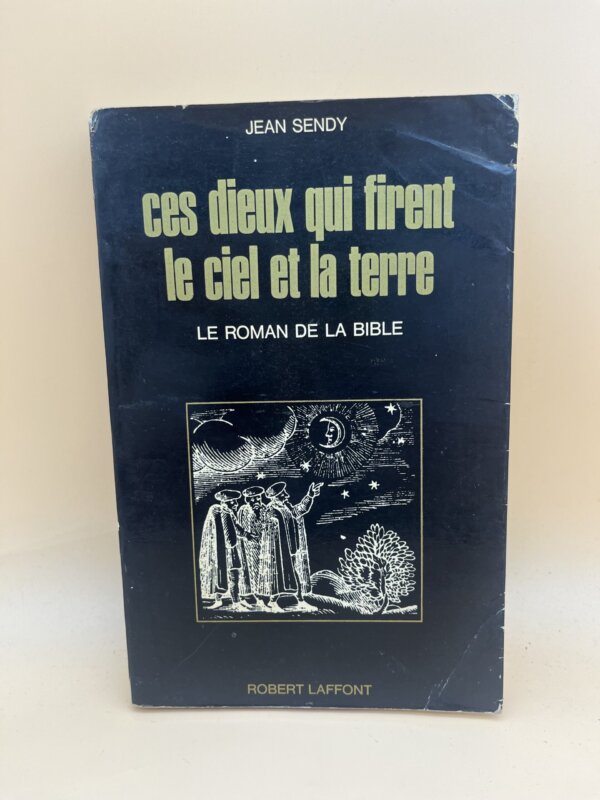 JEAN SENDY
ces dieux qui firent
le ciel et la terre
LE ROMAN DE LA BIBLE
ROBERT LAFFONT